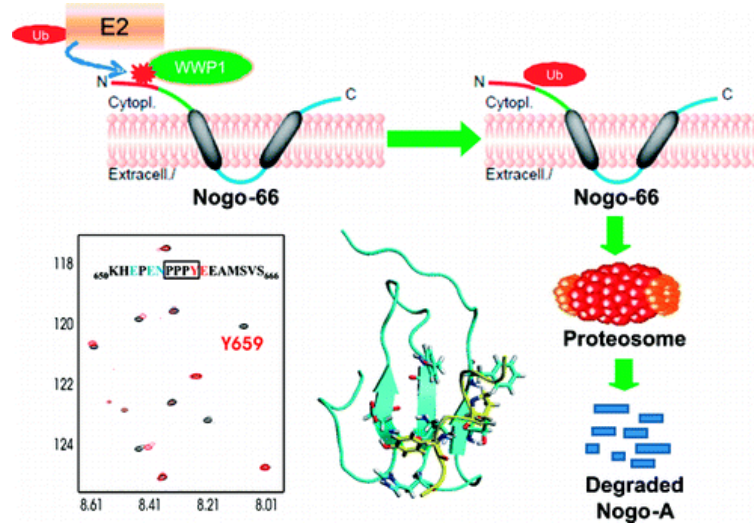 E2
Ub
WWP1
N
C
Cytopl.
Extracell./
Nogo-66
N
Ub
C
Cytopl.
Extracell./
Nogo-66
118
120
122
124
650KHEPENPPPYEEAMSVS666
Y659
8.61 8.41 8.21 8.01
Proteosome
Degraded
Nogo-A